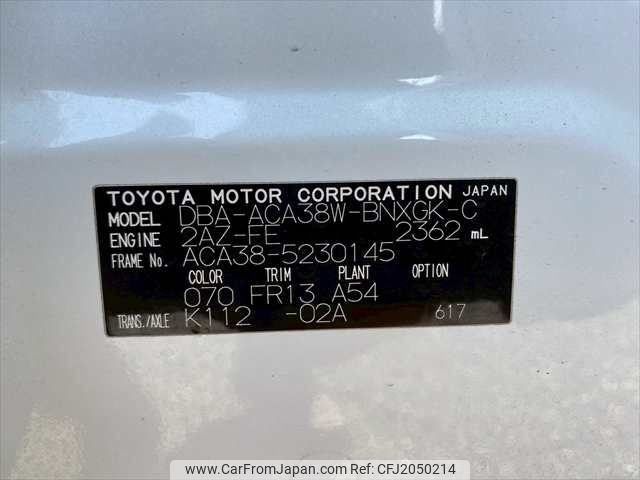 TOYOTA MOTOR CORPORATION JAPAN
MODEL DBA-ACA38W-BNXGK-C
ENGINE 2AZ-FE 2362 mL
FRAME No. ACA38-5230145
COLOR TRIM PLANT OPTION
070 FR13 A54
TRANS./AXLE K112 -02A 617
www.CarFromJapan.com | CFJ2050214